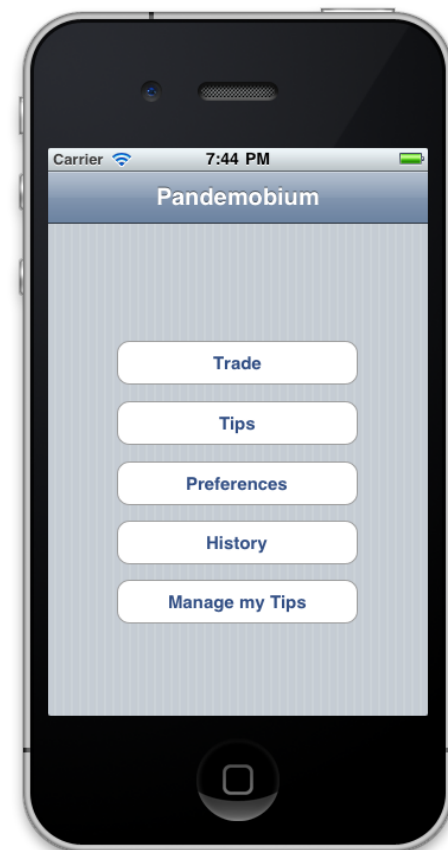 Carrier 7:44 PM
Pandemobium
Trade
Tips
Preferences
History
Manage my Tips